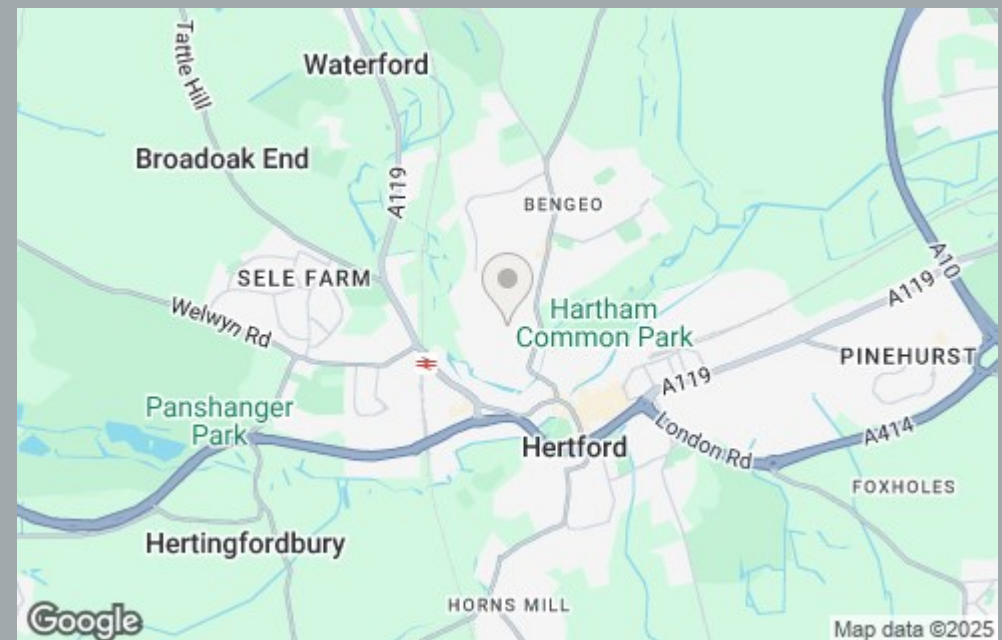 Tattle Hill
Waterford
Broadoak End
A119
BENGEO
SELE FARM
A10
A119
Welwyn Rd
Hartham
Common Park
PINEHURST
A119
Panshanger
Park
London Rd
A414
Hertford
FOXHOLES
Hertingfordbury
HORNS MILL
Google
Map data ©2025